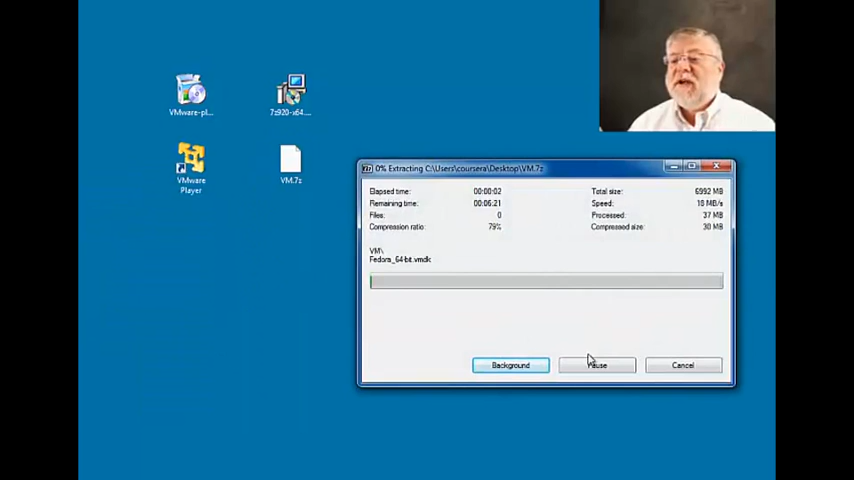 VMware-pl...
7z920-x64....
VMware
Player
VM.7z
0% Extracting C:\Users\coursera\Desktop\VM.7z
Elapsed time: 00:00:02 Total size: 6992 MB
Remaining time: 00:06:21 Speed: 18 MB/s
Files: 0 Processed: 37 MB
Compression ratio: 79% Compressed size: 30 MB
VM\
Fedora_64-bit.vmdk
Background Pause Cancel